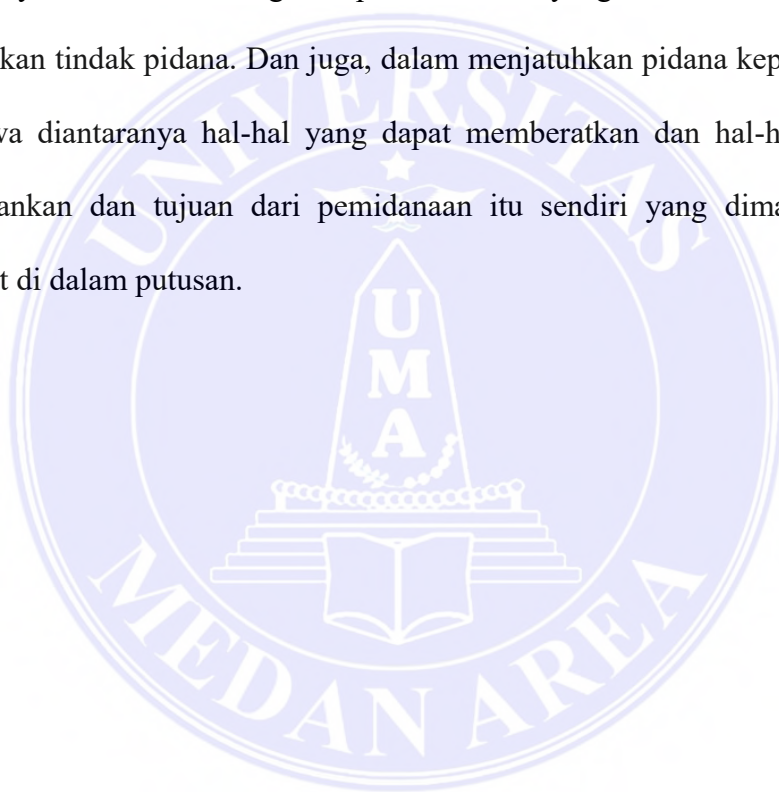 kan tindak pidana. Dan juga, dalam menjatuhkan pidana kep
va diantaranya hal-hal yang dapat memberatkan dan hal-h
ankan dan tujuan dari pemidanaan itu sendiri yang dima
t di dalam putusan.
UNIVERSITAS
UMA
MEDAN AREA